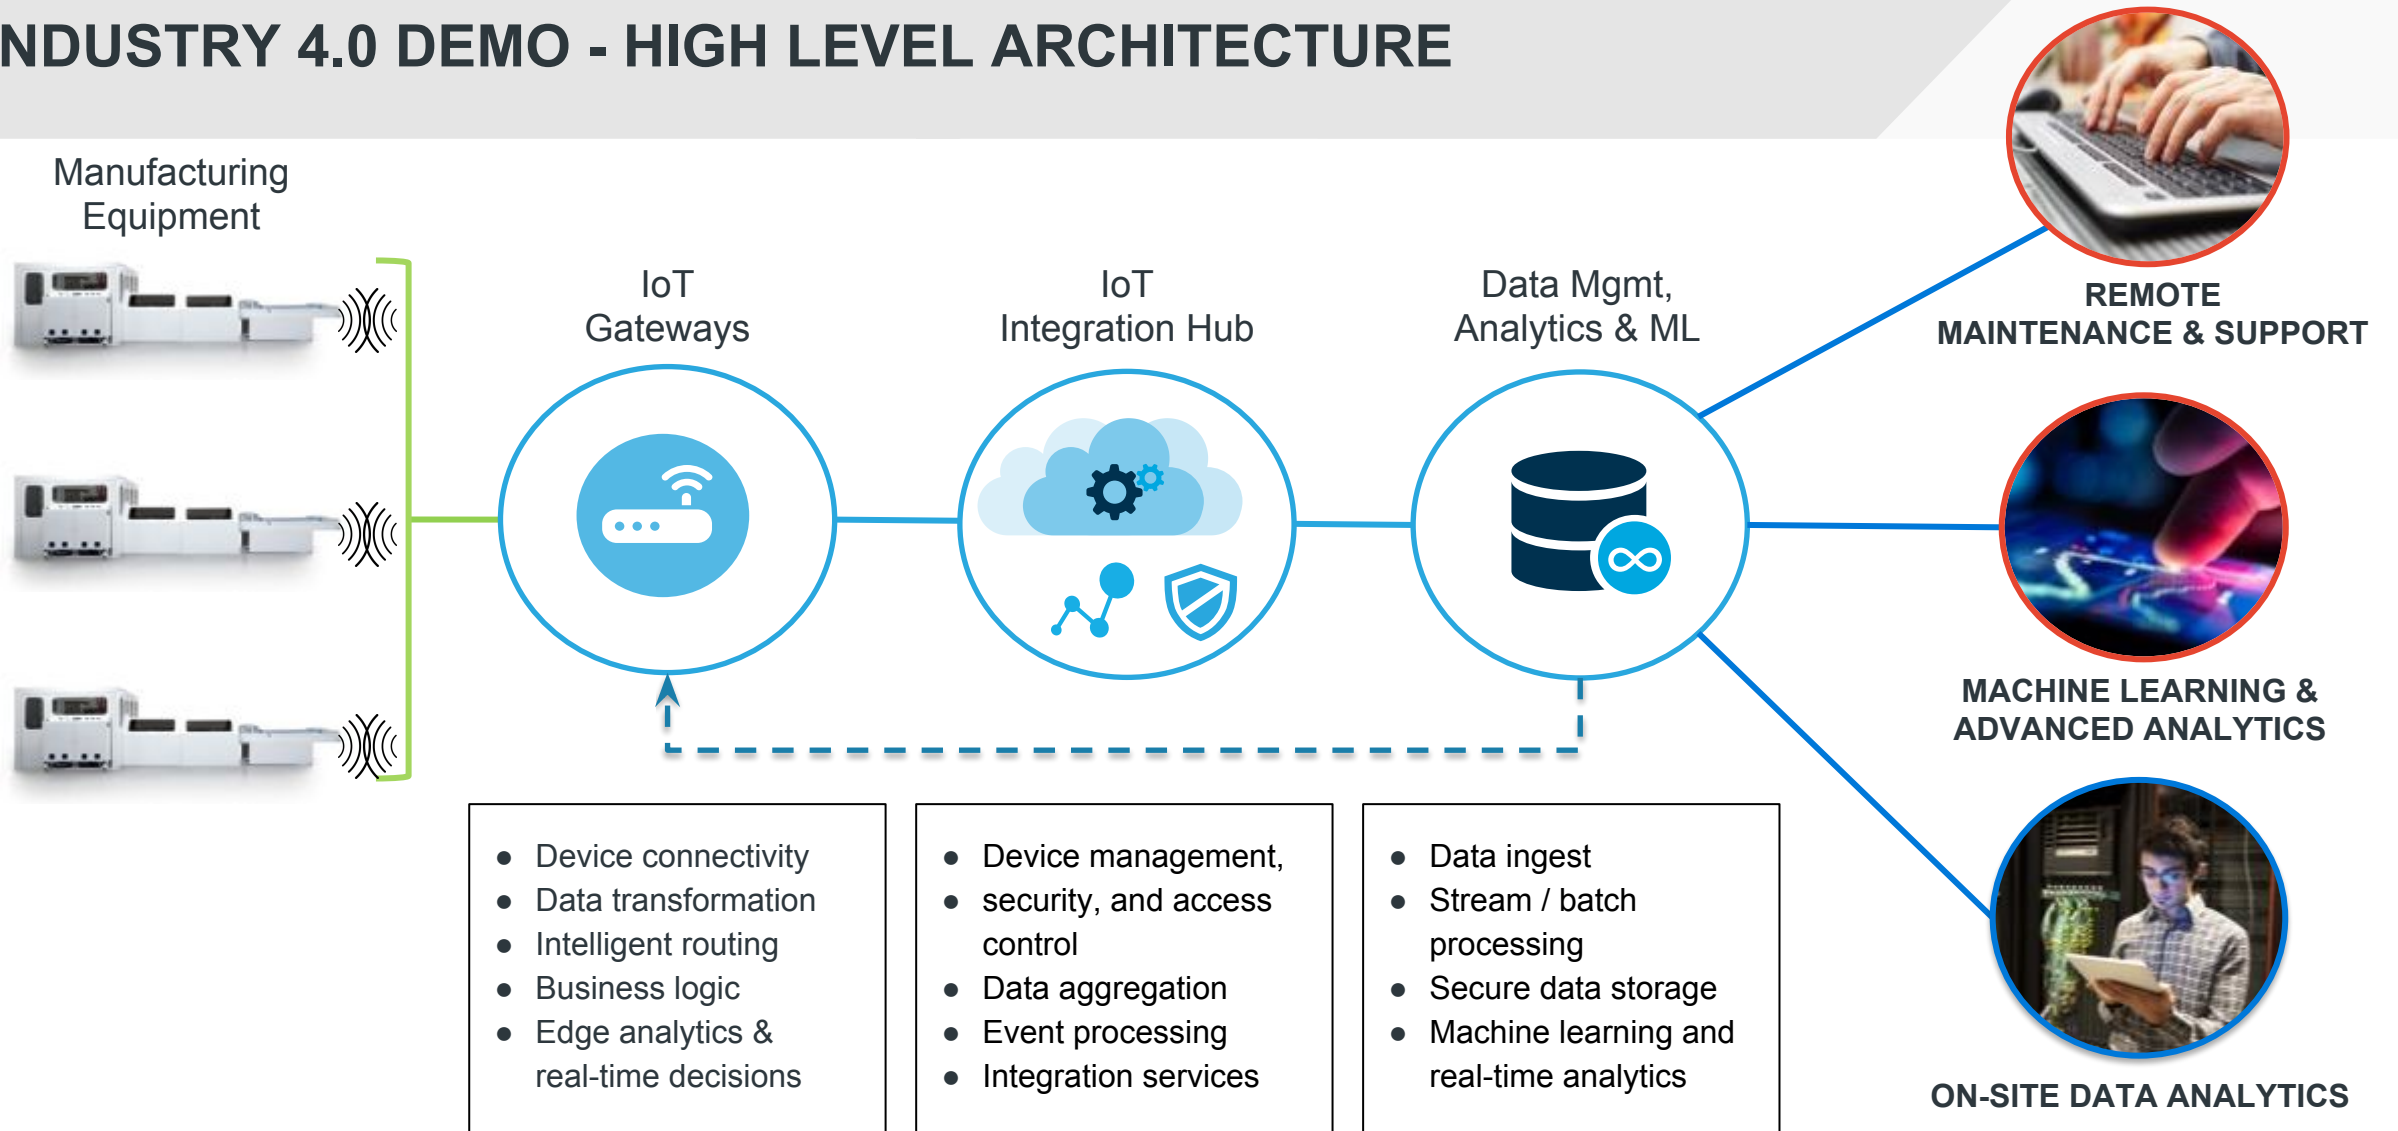 NDUSTRY 4.0 DEMO - HIGH LEVEL ARCHITECTURE
Manufacturing
Equipment
IoT
Gateways
IoT
Integration Hub
Data Mgmt,
Analytics & ML
REMOTE
MAINTENANCE & SUPPORT
MACHINE LEARNING &
ADVANCED ANALYTICS
ON-SITE DATA ANALYTICS
● Device connectivity
● Data transformation
● Intelligent routing
● Business logic
● Edge analytics &
real-time decisions
● Device management,
● security, and access
control
● Data aggregation
● Event processing
● Integration services
● Data ingest
● Stream / batch
processing
● Secure data storage
● Machine learning and
real-time analytics